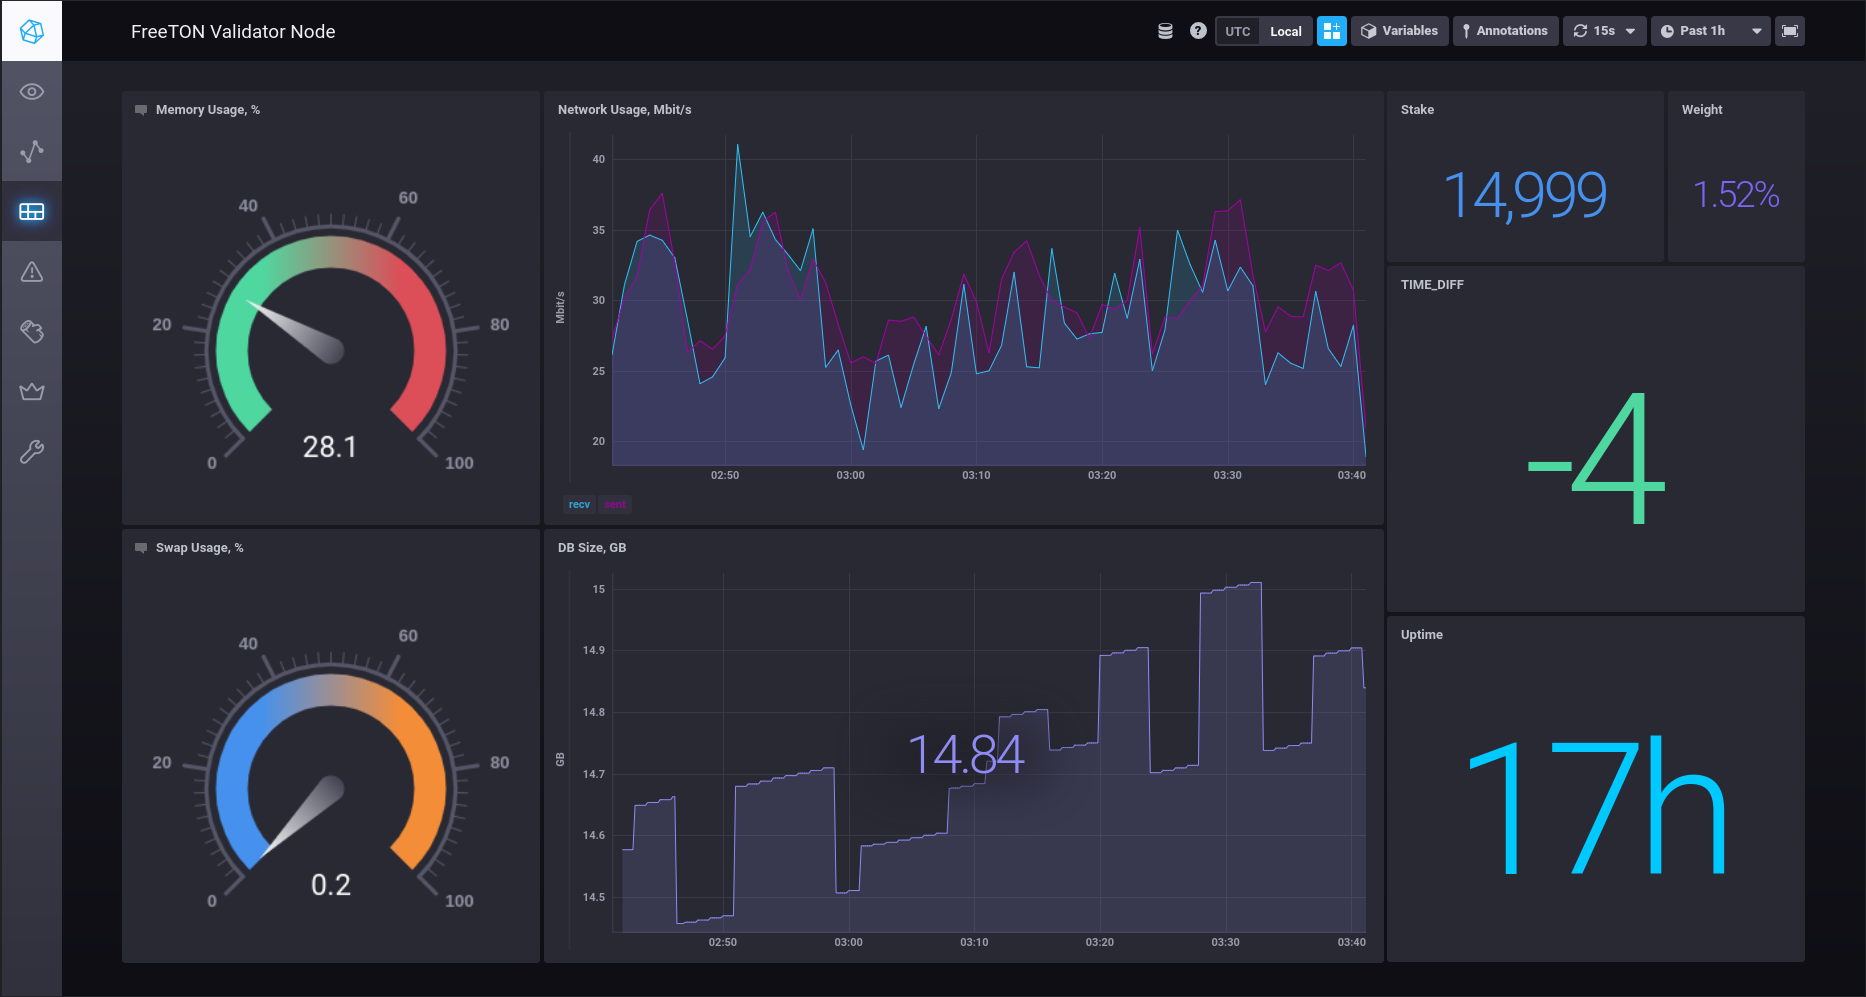 FreeTON Validator Node
?
UTC Local
Variables
Annotations
15s
Past 1h
Memory Usage, %
0
20
40
60
80
100
28.1
Network Usage, Mbit/s
Mbit/s
40
35
30
25
20
02:50 03:00 03:10 03:20 03:30 03:40
recv sent
Stake
14,999
Weight
1.52%
TIME_DIFF
-4
Swap Usage, %
0
20
40
60
80
100
0.2
DB Size, GB
GB
15
14.9
14.8
14.7
14.6
14.5
14.84
02:50 03:00 03:10 03:20 03:30 03:40
Uptime
17h